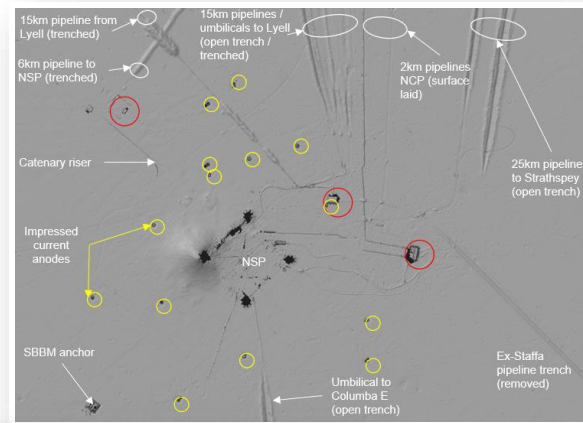 15km pipeline from
Lyell (trenched)
6km pipeline to
NSP (trenched)
15km pipelines /
umbilicals to Lyell
(open trench /
trenched)
2km pipelines
NCP (surface
laid)
25km pipeline
to Strathspey
(open trench)
Catenary riser
Impressed
current
anodes
NSP
SBBM anchor
Umbilical to
Columba E
(open trench)
Ex-Staffa
pipeline trench
(removed)